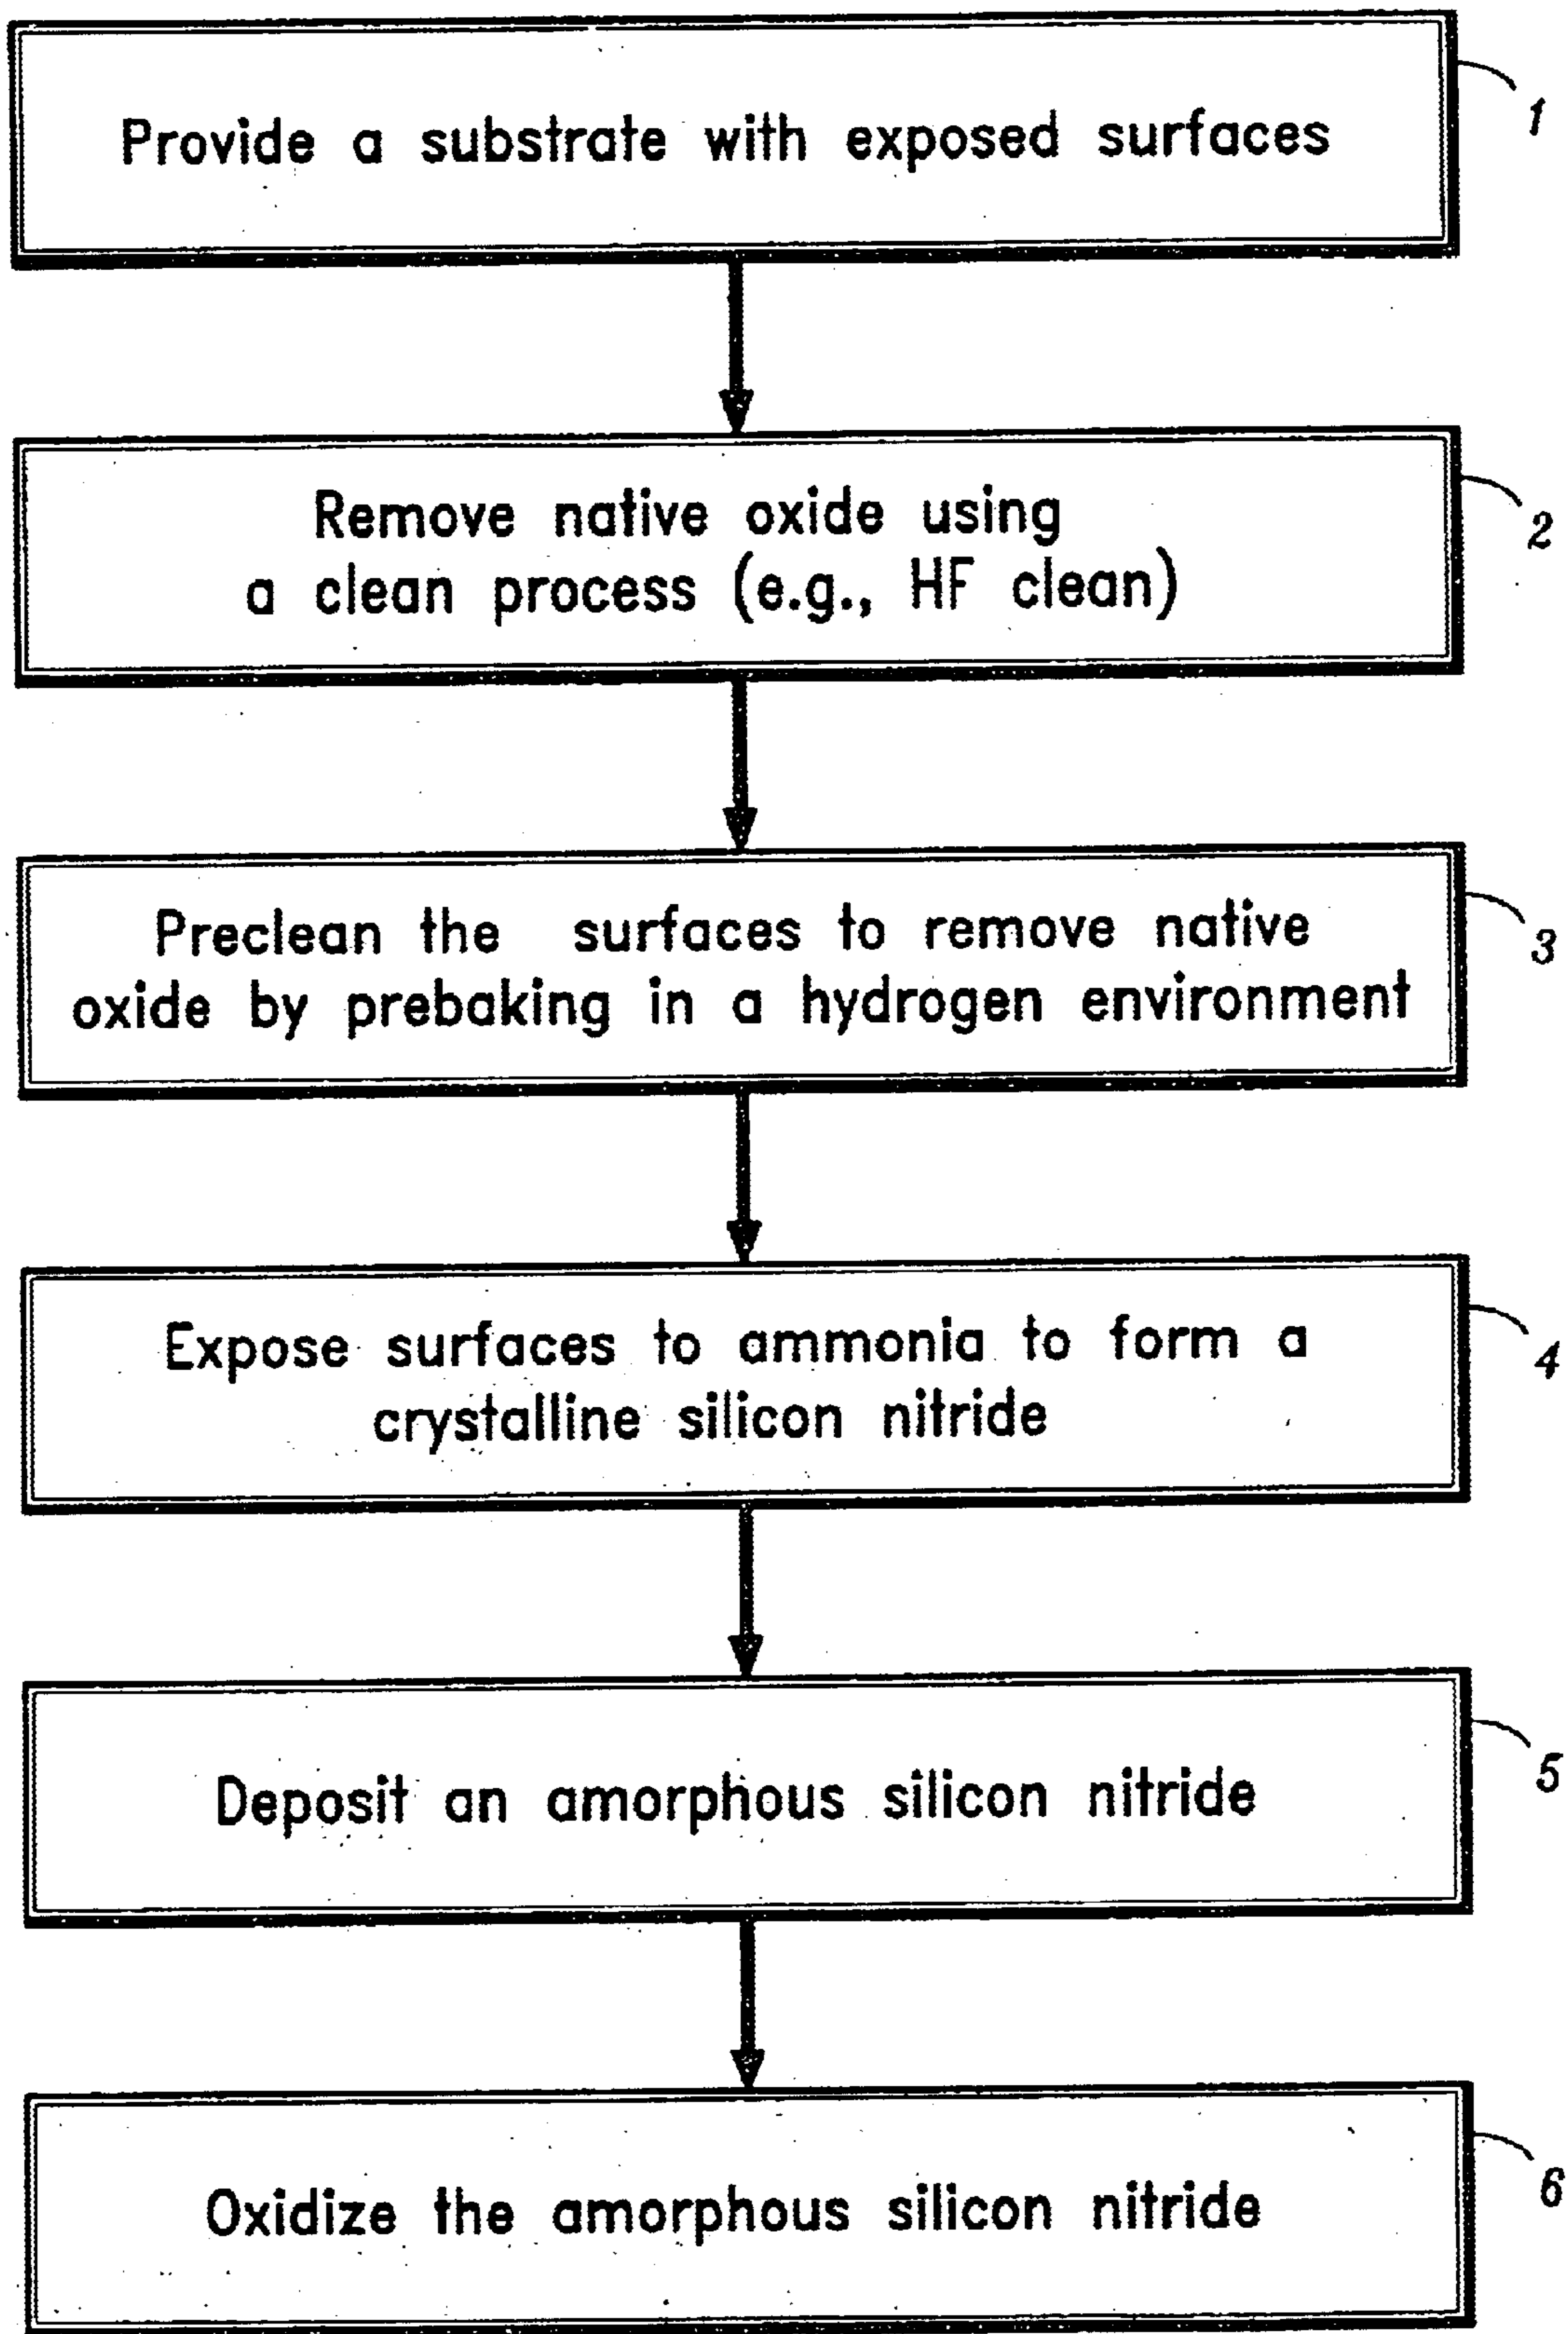 Provide a substrate with exposed surfaces
1
Remove native oxide using
a clean process (e.g., HF clean)
2
Preclean the surfaces to remove native
oxide by prebaking in a hydrogen environment
3
Expose surfaces to ammonia to form a
crystalline silicon nitride
4
Deposit an amorphous silicon nitride
5
Oxidize the amorphous silicon nitride
6